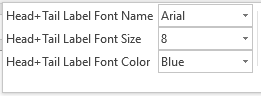 Head+Tail Label Font Name Arial
Head+Tail Label Font Size 8
Head+Tail Label Font Color Blue